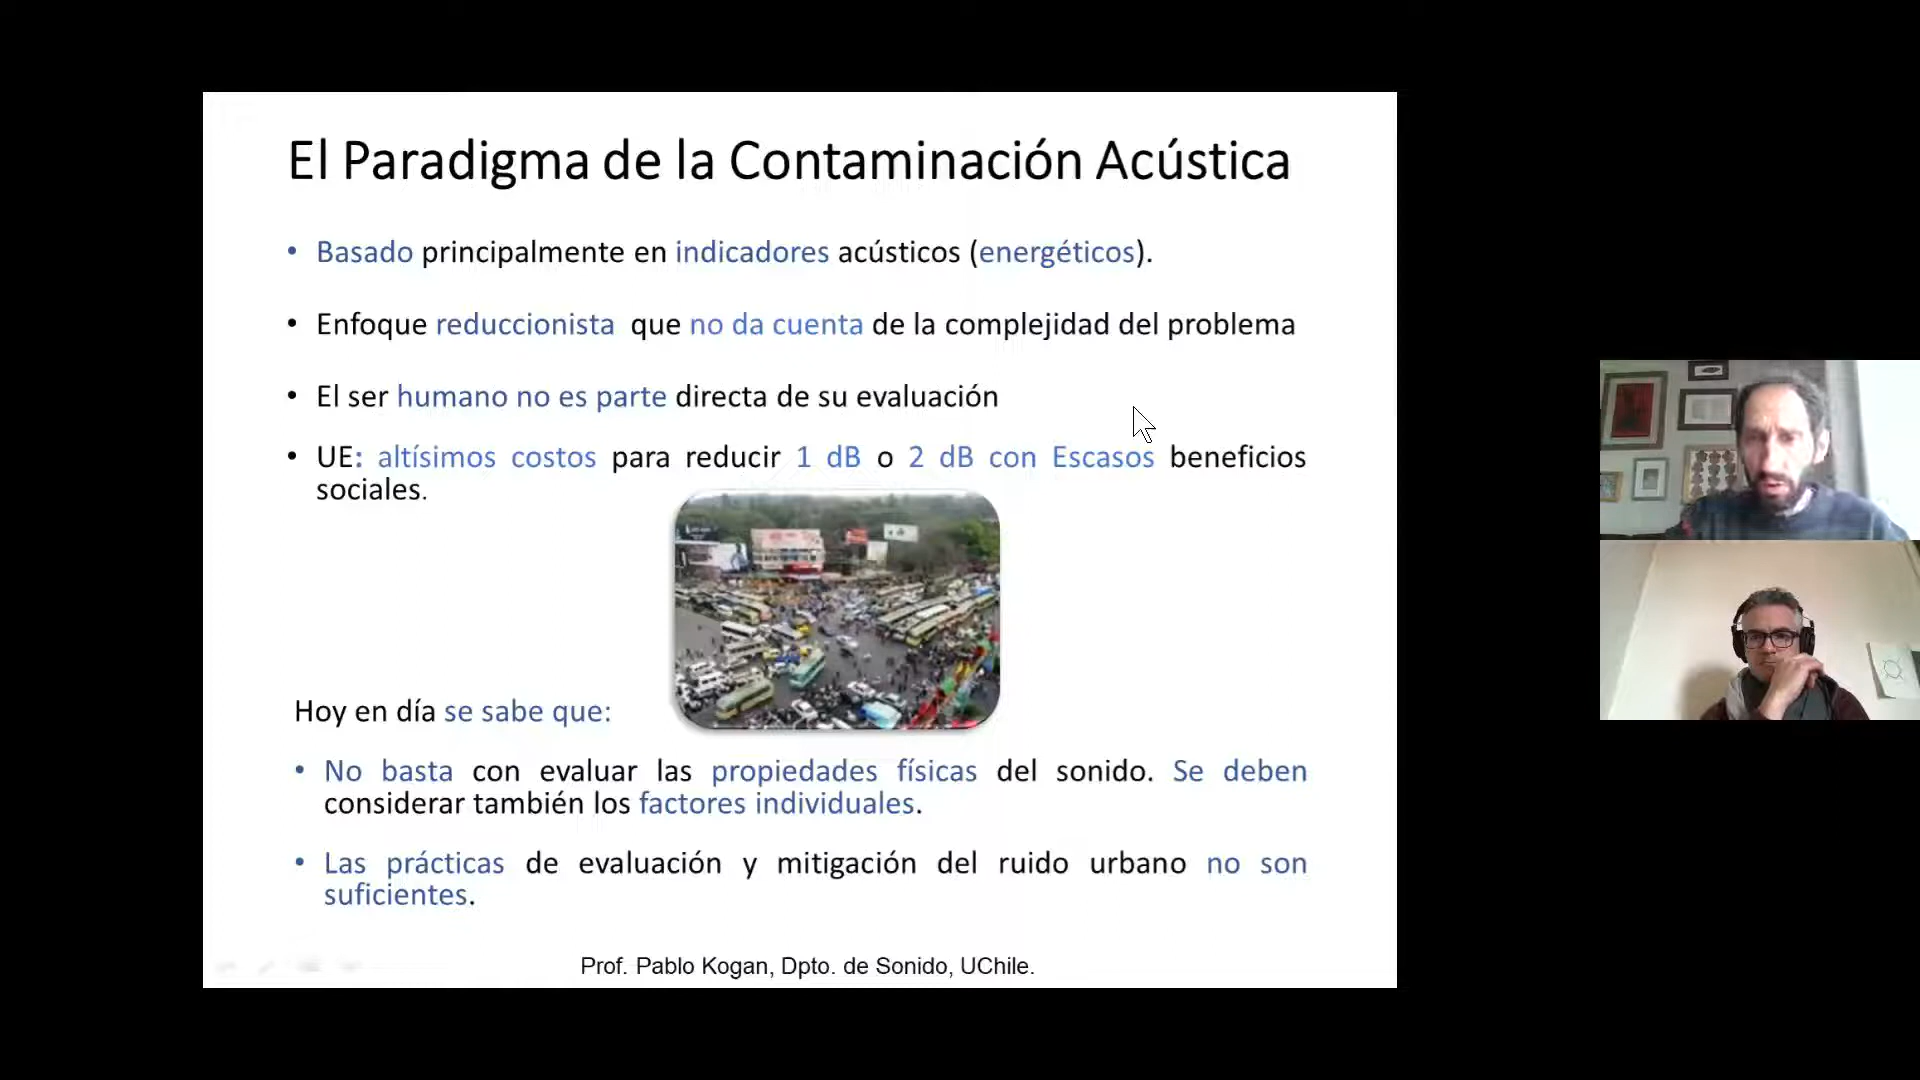 El Paradigma de la Contaminación Acústica
• Basado principalmente en indicadores acústicos (energéticos).
• Enfoque reduccionista que no da cuenta de la complejidad del problema
• El ser humano no es parte directa de su evaluación
• UE: altísimos costos para reducir 1 dB o 2 dB con Escasos beneficios
sociales.
Hoy en día se sabe que:
• No basta con evaluar las propiedades físicas del sonido. Se deben
considerar también los factores individuales.
• Las prácticas de evaluación y mitigación del ruido urbano no son
suficientes.
Prof. Pablo Kogan, Dpto. de Sonido, UChile.